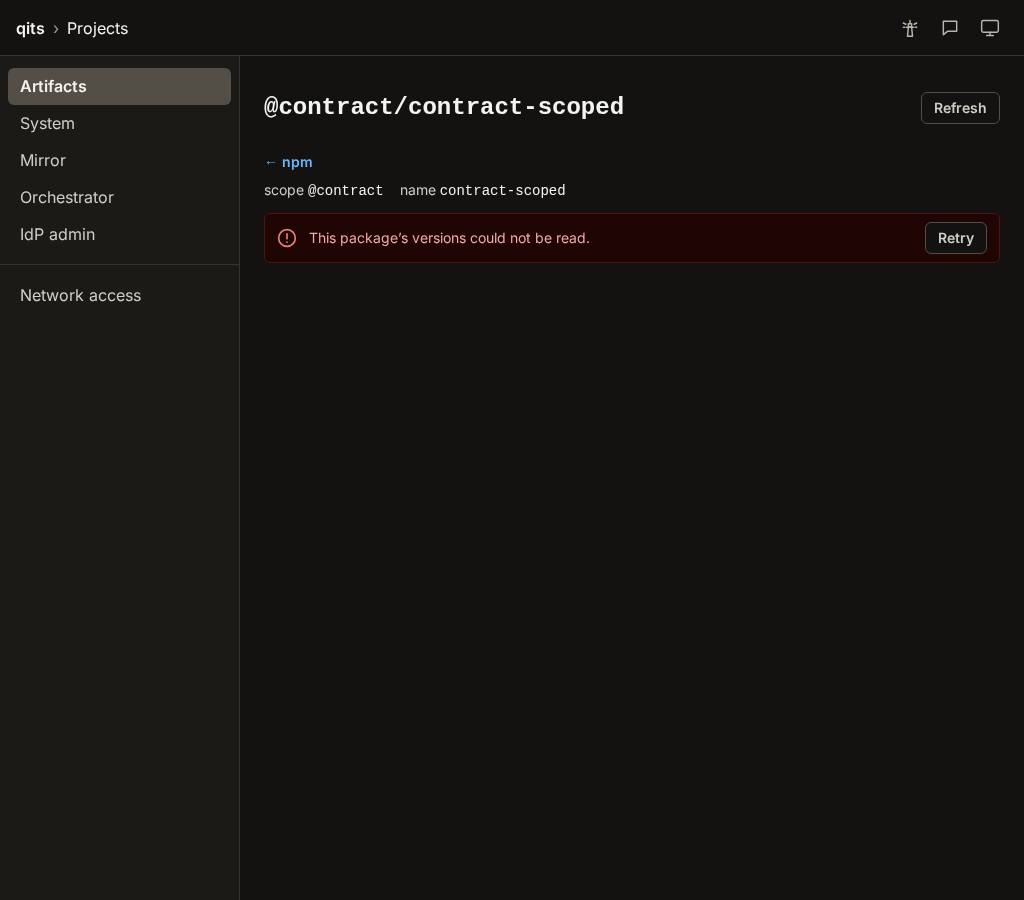 qits › Projects
Artifacts
System
Mirror
Orchestrator
IdP admin
Network access
@contract/contract-scoped
Refresh
← npm
scope @contract name contract-scoped
This package’s versions could not be read.
Retry